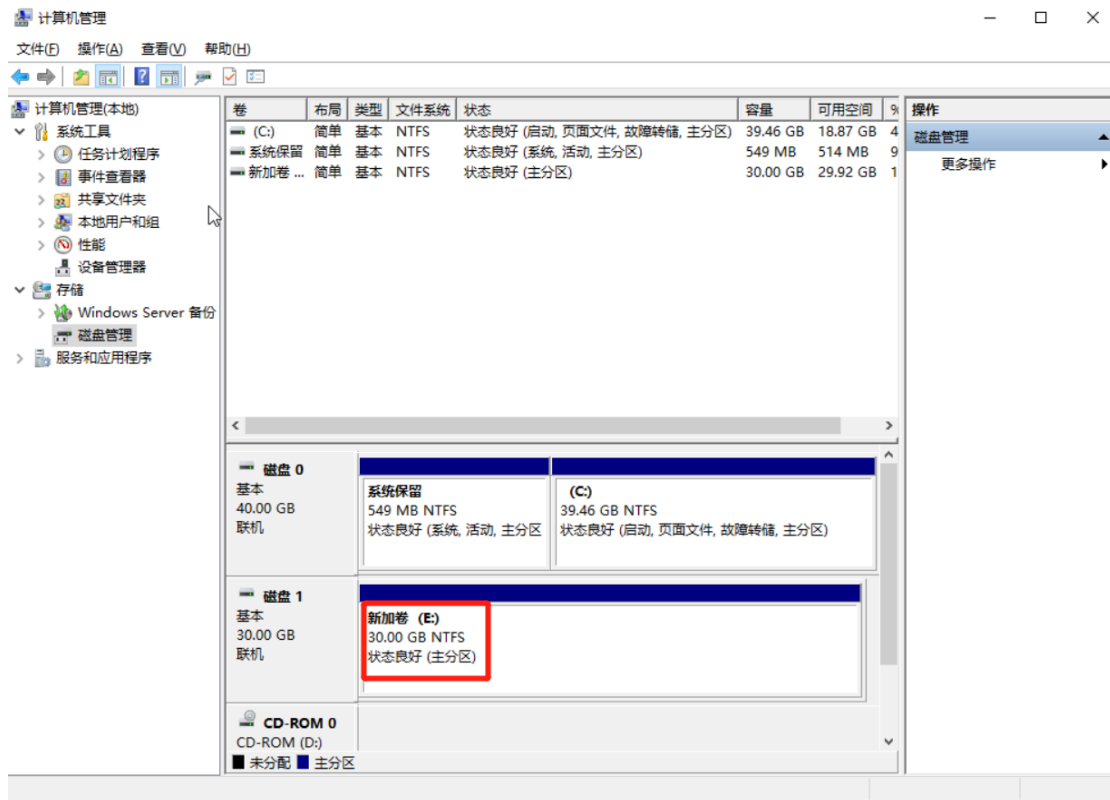 计算机管理
文件(F) 操作(A) 查看(V) 帮助(H)
计算机管理(本地)
系统工具
任务计划程序
事件查看器
共享文件夹
本地用户和组
性能
设备管理器
存储
Windows Server 备份
磁盘管理
服务和应用程序
卷 布局 类型 文件系统 状态 容量 可用空间 %
(C:) 简单 基本 NTFS 状态良好 (启动, 页面文件, 故障转储, 主分区) 39.46 GB 18.87 GB 4
系统保留 简单 基本 NTFS 状态良好 (系统, 活动, 主分区) 549 MB 514 MB 9
新加卷 ... 简单 基本 NTFS 状态良好 (主分区) 30.00 GB 29.92 GB 1
磁盘 0
基本
40.00 GB
联机
系统保留
549 MB NTFS
状态良好 (系统, 活动, 主分区
(C:)
39.46 GB NTFS
状态良好 (启动, 页面文件, 故障转储, 主分区)
磁盘 1
基本
30.00 GB
联机
新加卷 (E:)
30.00 GB NTFS
状态良好 (主分区)
CD-ROM 0
CD-ROM (D:)
未分配 主分区
操作
磁盘管理
更多操作